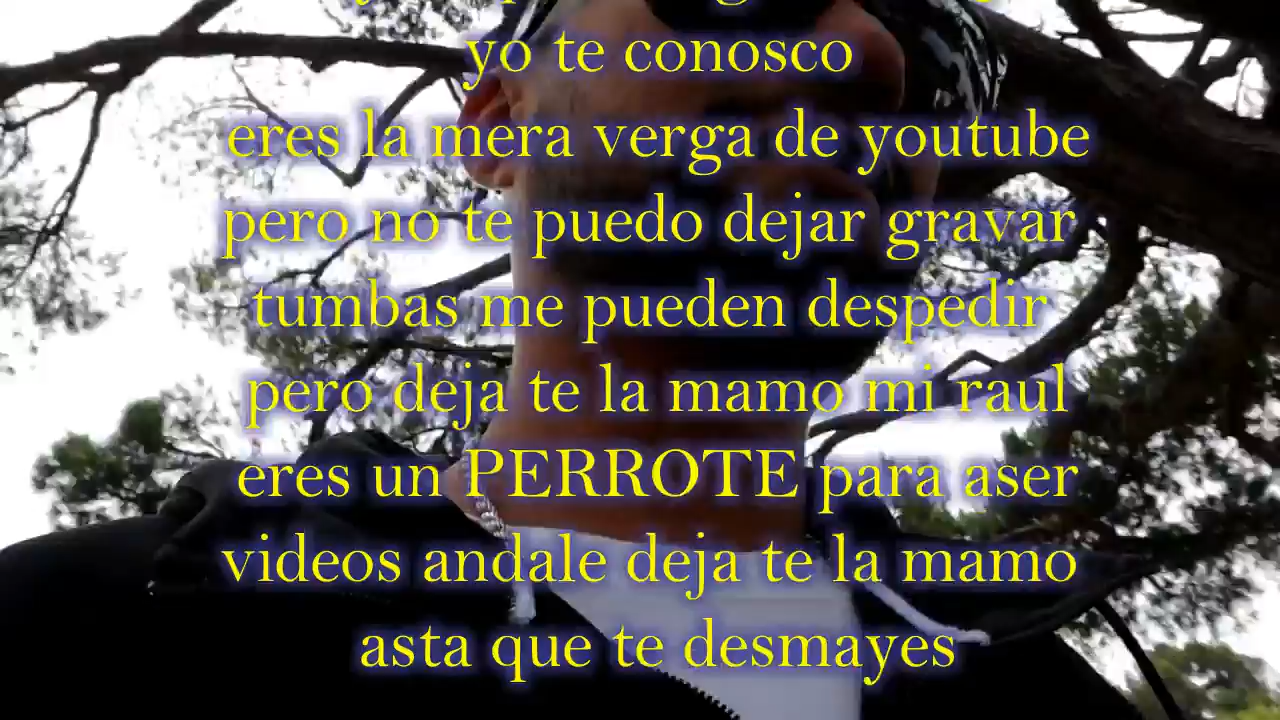 yo te conosco
eres la mera verga de youtube
pero no te puedo dejar gravar
tumbas me pueden despedir
pero deja te la mamo mi raul
eres un PERROTE para aser
videos andale deja te la mamo
asta que te desmayes